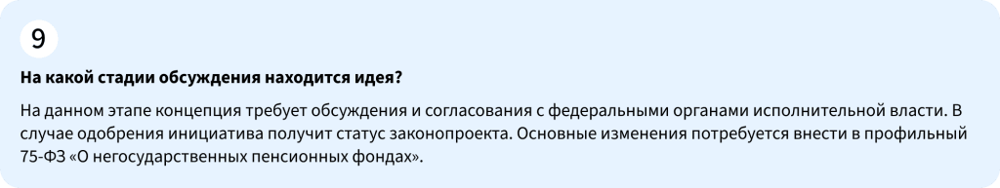 9
На какой стадии обсуждения находится идея?
На данном этапе концепция требует обсуждения и согласования с федеральными органами исполнительной власти. В
случае одобрения инициатива получит статус законопроекта. Основные изменения потребуется внести в профильный
75-ФЗ «О негосударственных пенсионных фондах».